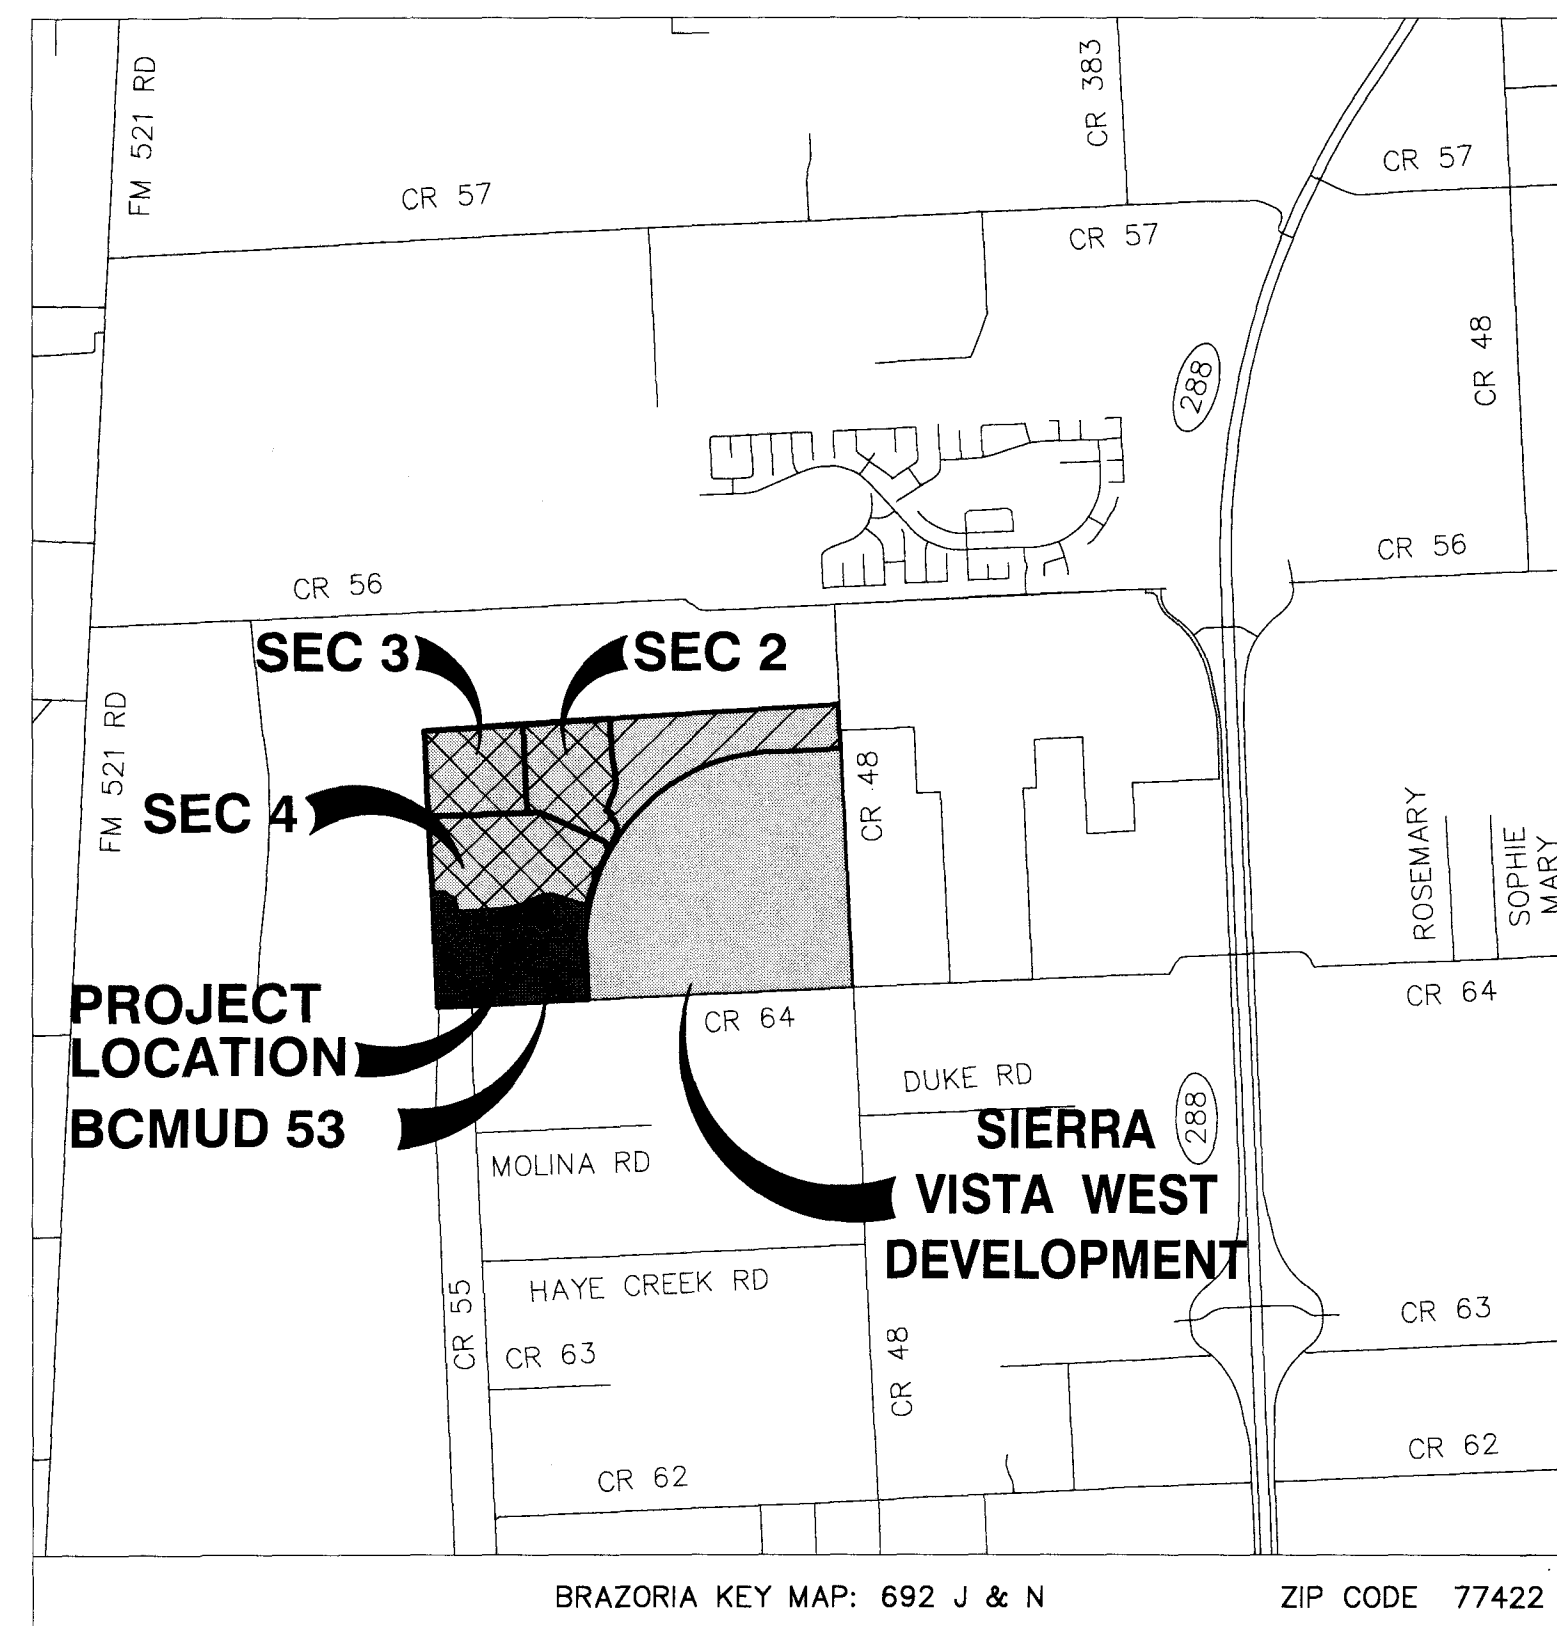 FM 521 RD
CR 383
CR 57
CR 57
CR 57
288
CR 48
CR 56
CR 56
SEC 3
SEC 2
FM 521 RD
SEC 4
CR 48
ROSEMARY
SOPHIE
MARY
PROJECT
LOCATION
CR 64
CR 64
BCMUD 53
DUKE RD
SIERRA
VISTA WEST
DEVELOPMENT
288
MOLINA RD
HAYE CREEK RD
CR 55
CR 63
CR 63
CR 48
CR 62
CR 62
BRAZORIA KEY MAP: 692 J & N
ZIP CODE 77422